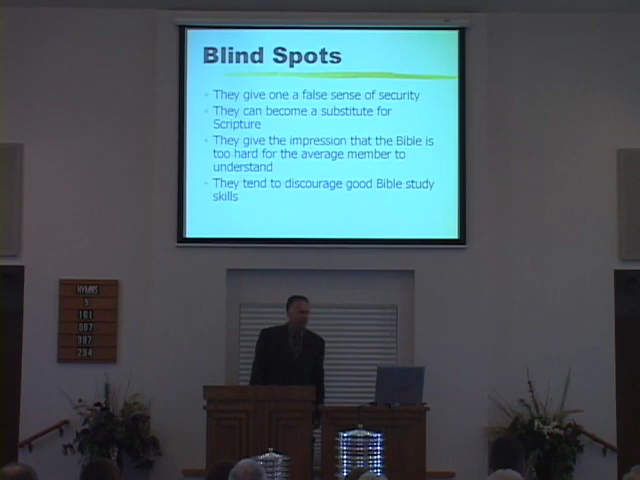 Blind Spots
They give one a false sense of security
They can become a substitute for
Scripture
They give the impression that the Bible is
too hard for the average member to
understand
They tend to discourage good Bible study
skills
HYMNS
5
101
607
397
294